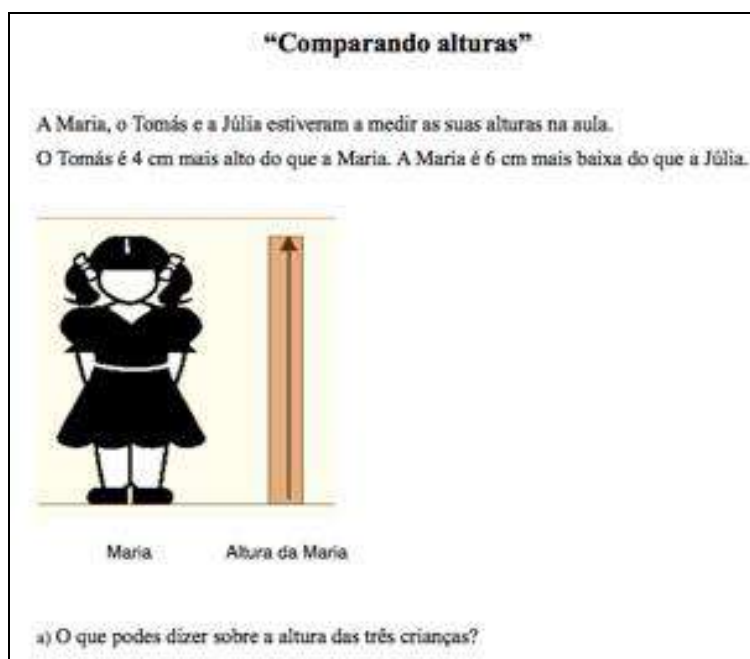 “Comparando alturas”
A Maria, o Tomás e a Júlia estiveram a medir as suas alturas na aula.
O Tomás é 4 cm mais alto do que a Maria. A Maria é 6 cm mais baixa do que a Júlia.
Maria Altura da Maria
a) O que podes dizer sobre a altura das três crianças?